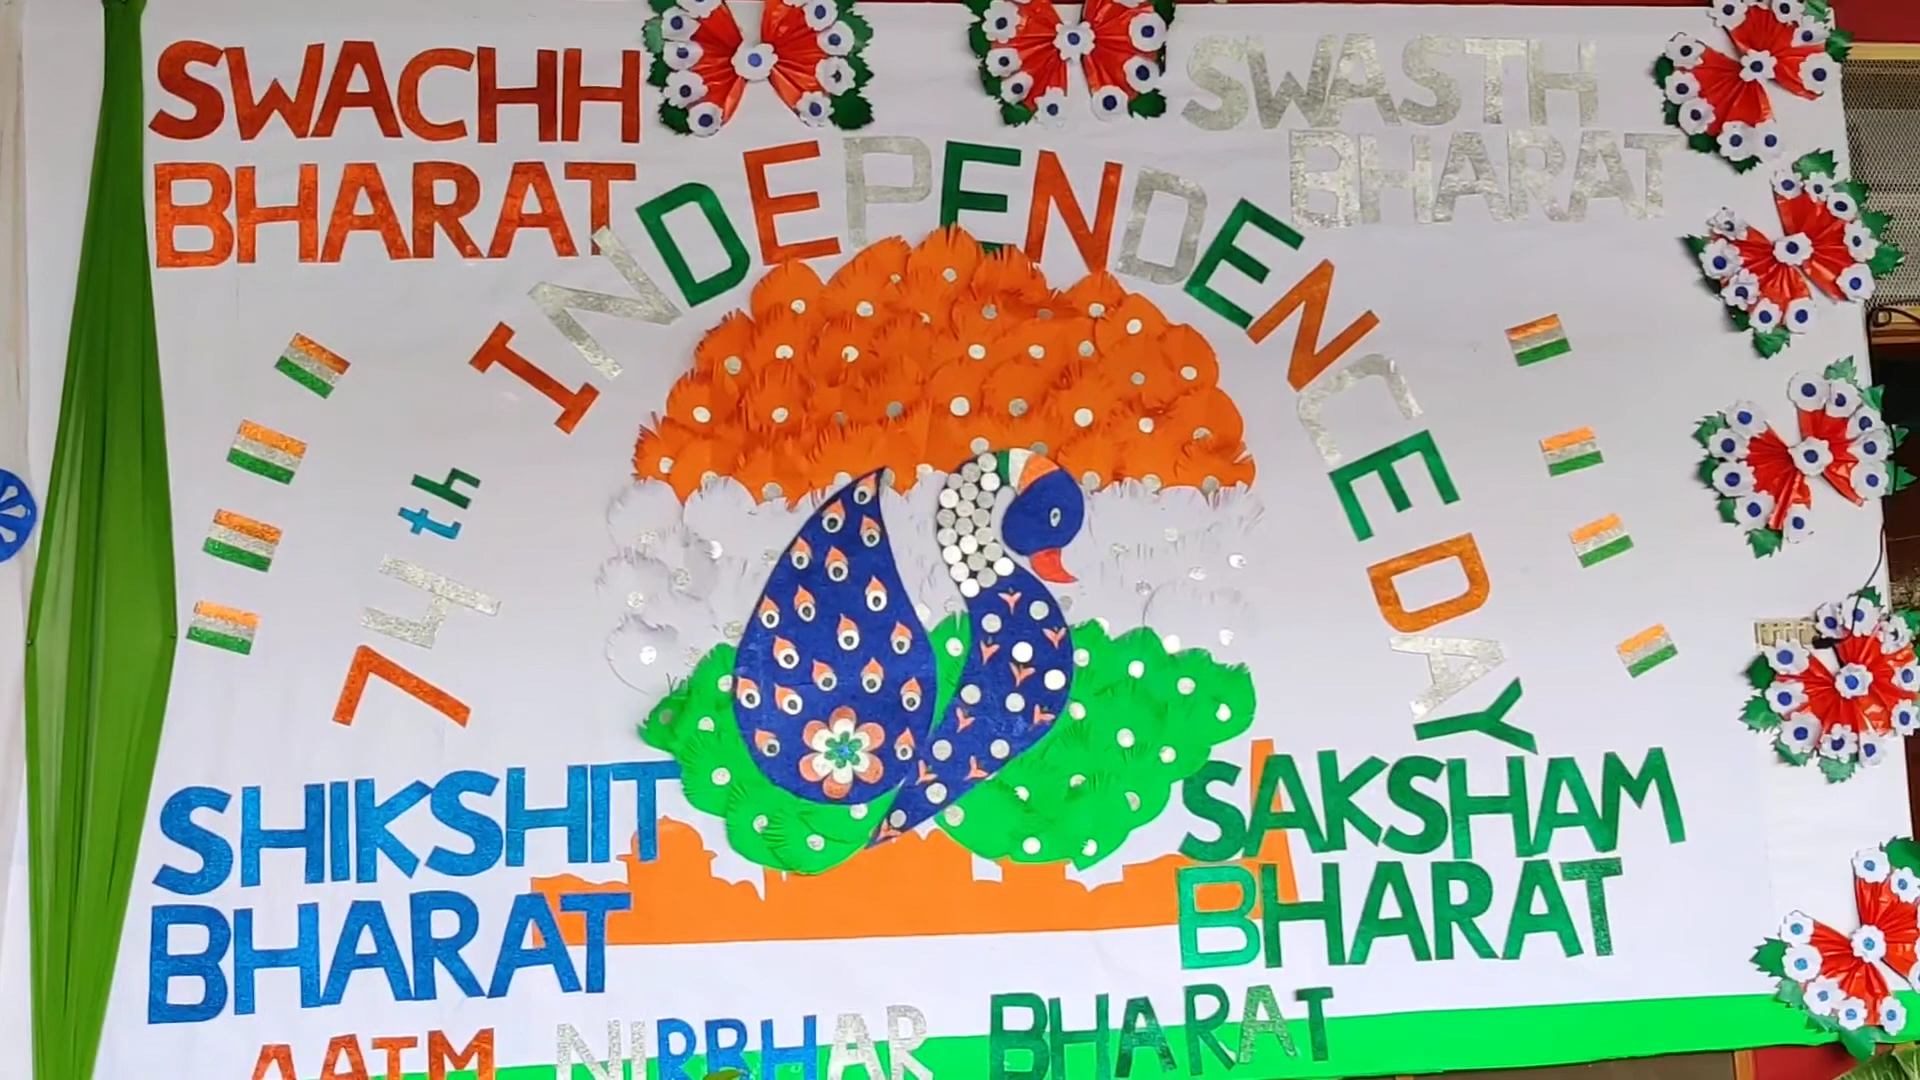 SWACHH
BHARAT
SWASTH
BHARAT
74th INDEPENDENCE DAY
SHIKSHIT
BHARAT
SAKSHAM
BHARAT
AATM NIRBHAR BHARAT